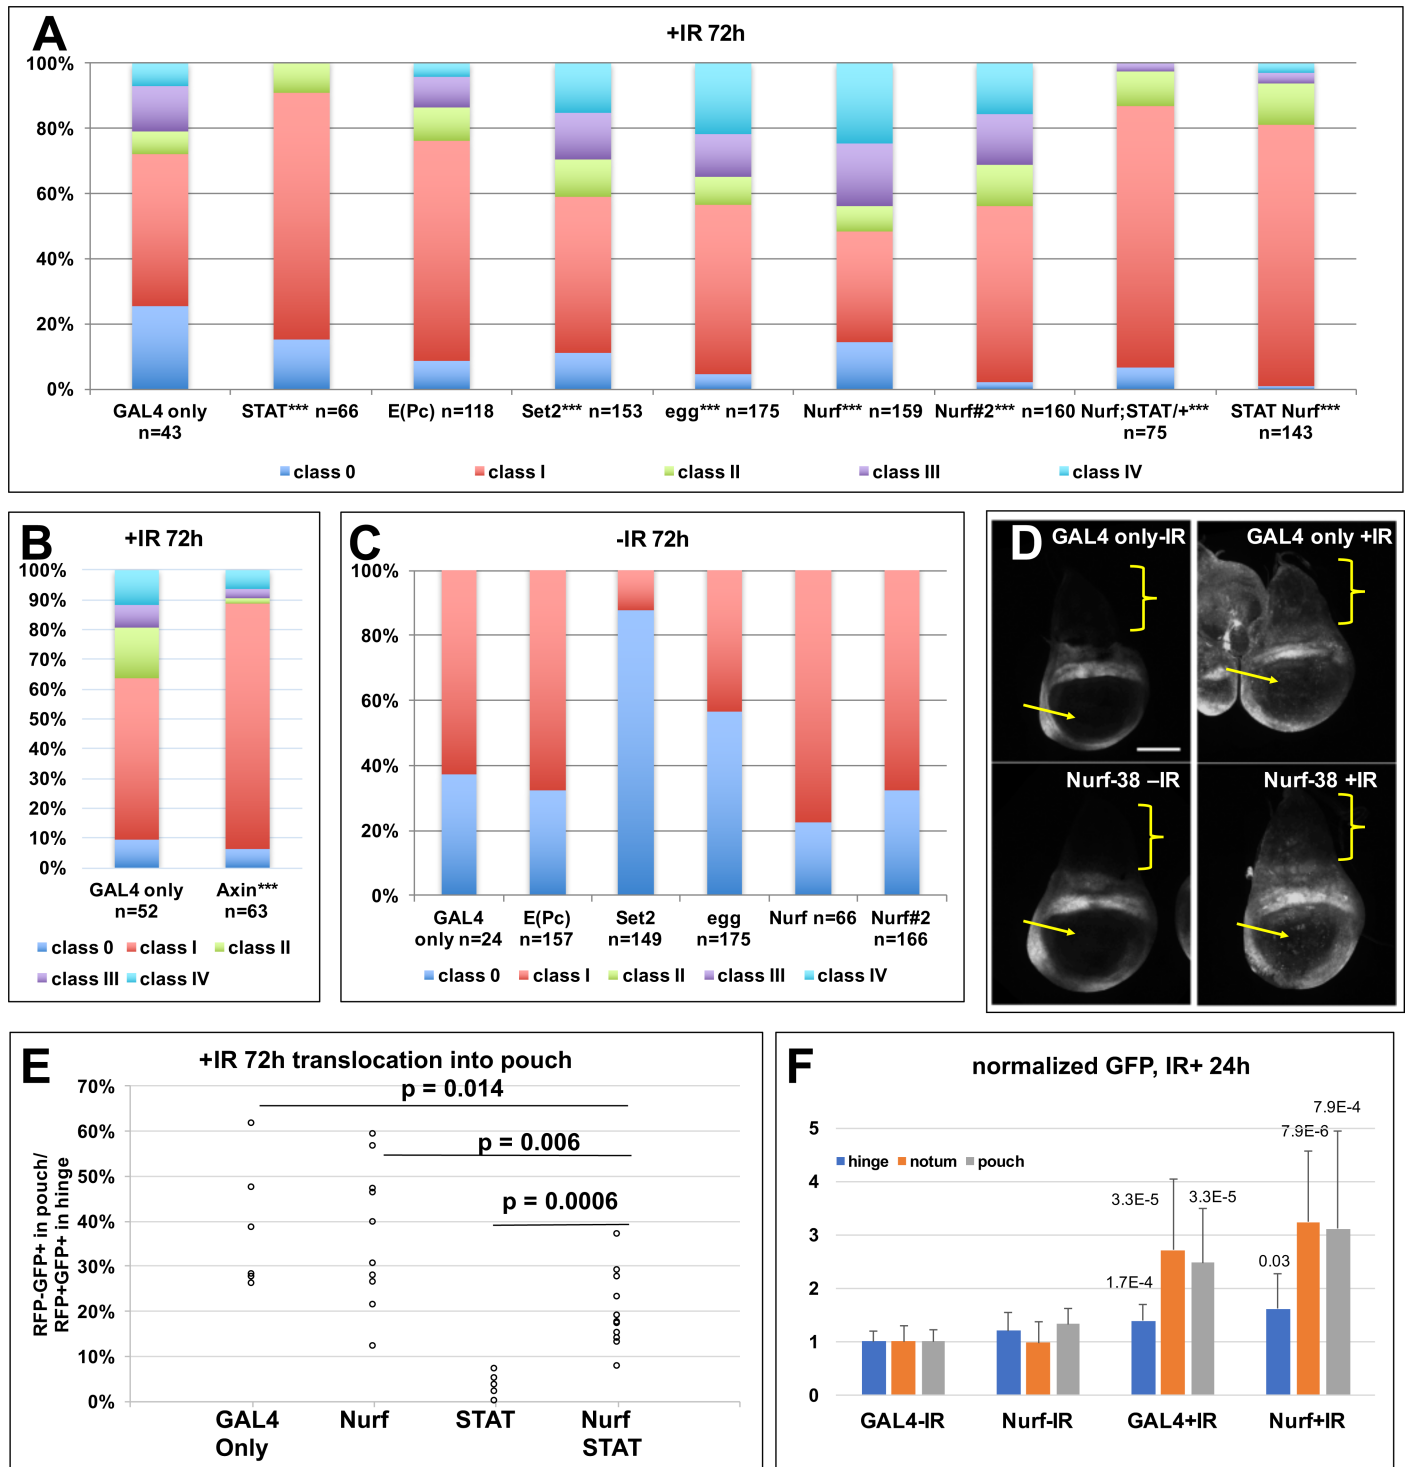 A
+IR 72h
100%
80%
60%
40%
20%
0%
GAL4 only
n=43
STAT*** n=66
E(Pc) n=118
Set2*** n=153
egg*** n=175
Nurf*** n=159
Nurf#2*** n=160
Nurf;STAT/+***
n=75
STAT Nurf***
n=143
class 0
class I
class II
class III
class IV
B
+IR 72h
100%
90%
80%
70%
60%
50%
40%
30%
20%
10%
0%
GAL4 only
n=52
Axin***
n=63
class 0
class I
class II
class III
class IV
C
-IR 72h
100%
80%
60%
40%
20%
0%
GAL4
only n=24
E(Pc)
n=157
Set2
n=149
egg
n=175
Nurf n=66
Nurf#2
n=166
class 0
class I
class II
class III
class IV
D
GAL4 only-IR
GAL4 only +IR
Nurf-38 –IR
Nurf-38 +IR
E
+IR 72h translocation into pouch
p = 0.014
p = 0.006
p = 0.0006
RFP-GFP+ in pouch/
RFP+GFP+ in hinge
70%
60%
50%
40%
30%
20%
10%
0%
GAL4
Only
Nurf
STAT
Nurf
STAT
F
normalized GFP, IR+ 24h
5
4
3
2
1
0
hinge
notum
pouch
1.7E-4
3.3E-5
3.3E-5
0.03
7.9E-6
7.9E-4
GAL4-IR
Nurf-IR
GAL4+IR
Nurf+IR